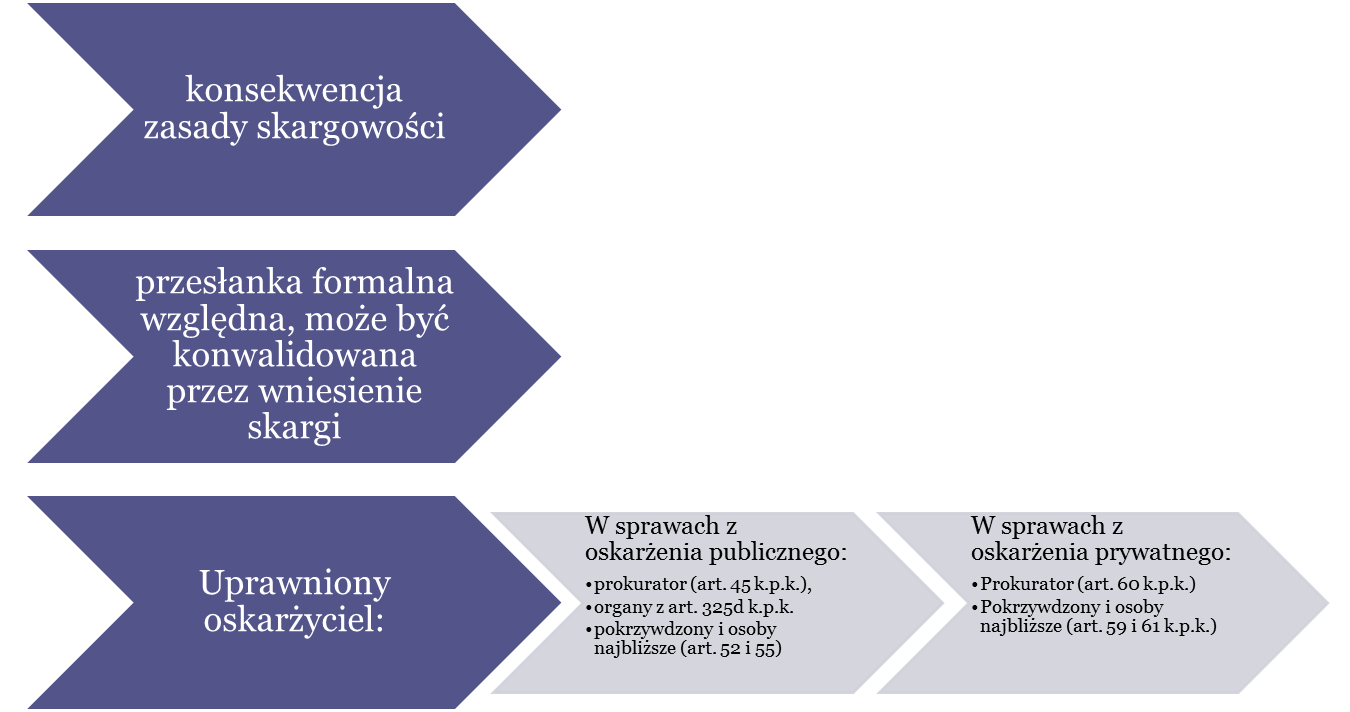 konsekwencja
zasady skargowości
przesłanka formalna
względna, może być
konwalidowana
przez wniesienie
skargi
Uprawniony
oskarżyciel:
W sprawach z
oskarżenia publicznego:
•prokurator (art. 45 k.p.k.),
•organy z art. 325d k.p.k.
•pokrzywdzony i osoby
najbliższe (art. 52 i 55)
W sprawach z
oskarżenia prywatnego:
•Prokurator (art. 60 k.p.k.)
•Pokrzywdzony i osoby
najbliższe (art. 59 i 61 k.p.k.)